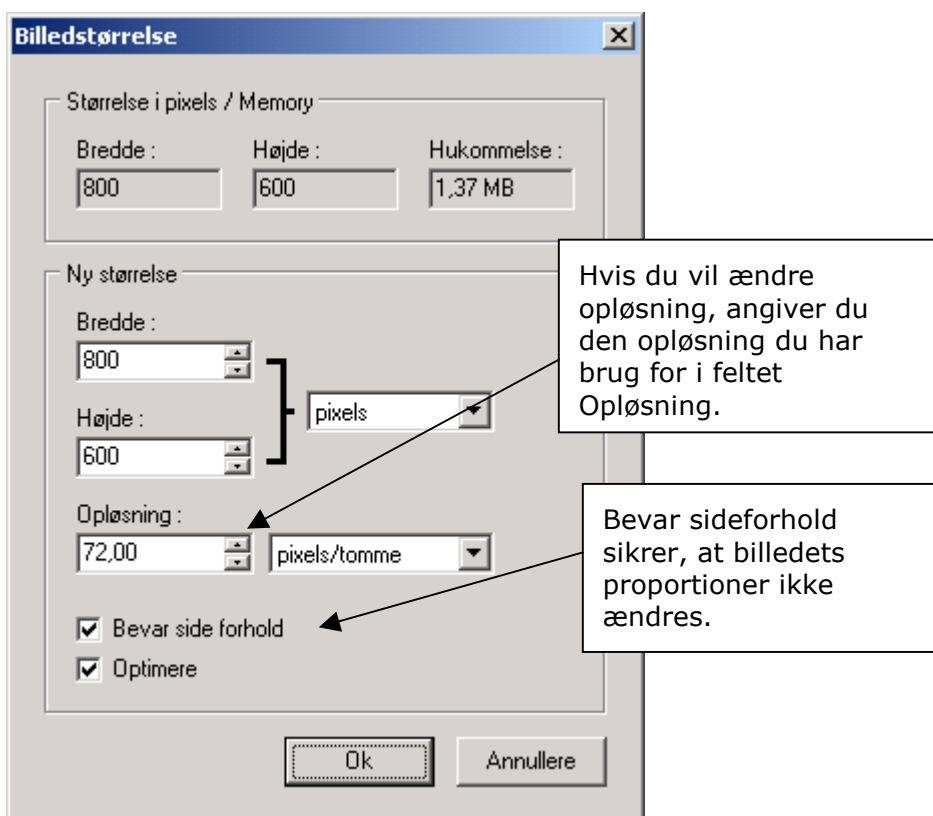 Billedstørrelse
Størrelse i pixels / Memory
Bredde : Højde : Hukommelse :
800 600 1,37 MB
Ny størrelse
Bredde :
800
pixels
Højde :
600
Opløsning :
72,00 pixels/tomme
Bevar side forhold
Optimere
Ok Annullere
Hvis du vil ændre
opløsning, angiver du
den opløsning du har
brug for i feltet
Opløsning.
Bevar sideforhold
sikrer, at billedets
proportioner ikke
ændres.